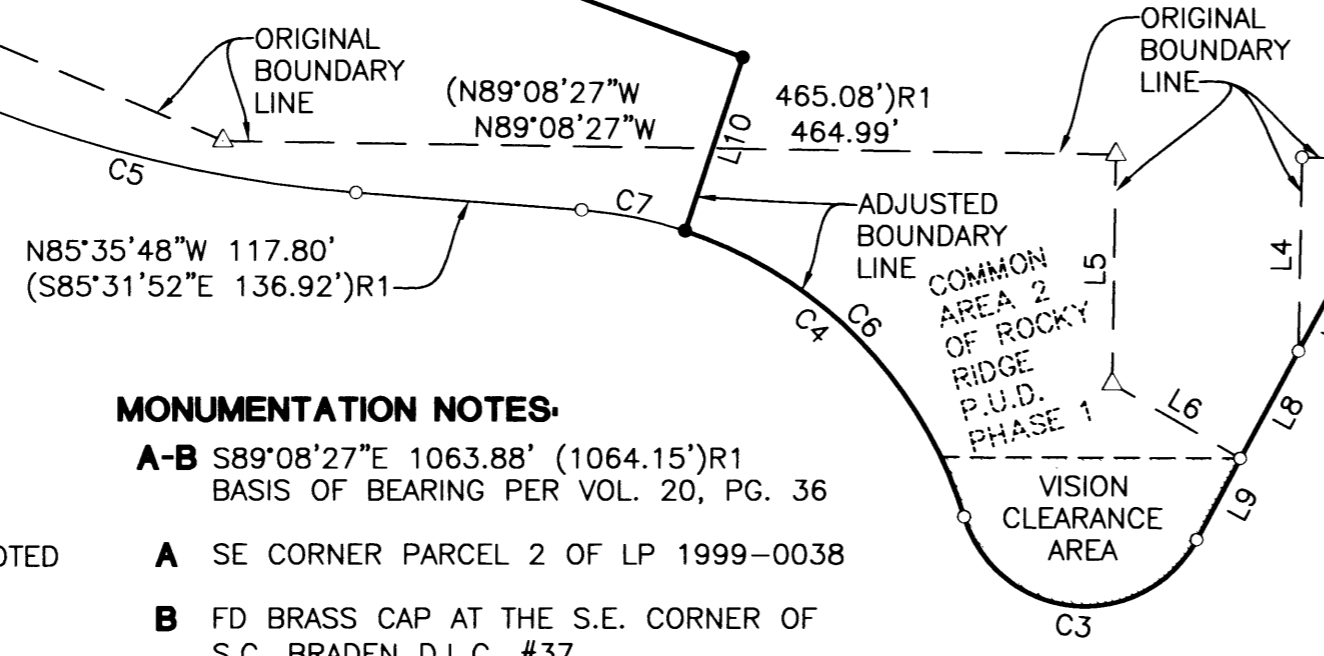 ORIGINAL
BOUNDARY
LINE
(N89°08'27"W 465.08')R1
N89°08'27"W 464.99'
ORIGINAL
BOUNDARY
LINE
L10
C5
C7
N85°35'48"W 117.80'
(S85°31'52"E 136.92')R1
ADJUSTED
BOUNDARY
LINE
COMMON
AREA 2
OF ROCKY
RIDGE
P.U.D.
PHASE 1
L5
L4
C4
C6
L6
L8
L9
VISION
CLEARANCE
AREA
C3
MONUMENTATION NOTES:
A-B S89°08'27"E 1063.88' (1064.15')R1
BASIS OF BEARING PER VOL. 20, PG. 36
OTED
A SE CORNER PARCEL 2 OF LP 1999-0038
B FD BRASS CAP AT THE S.E. CORNER OF
S.C. BRADEN D.L.C. #37